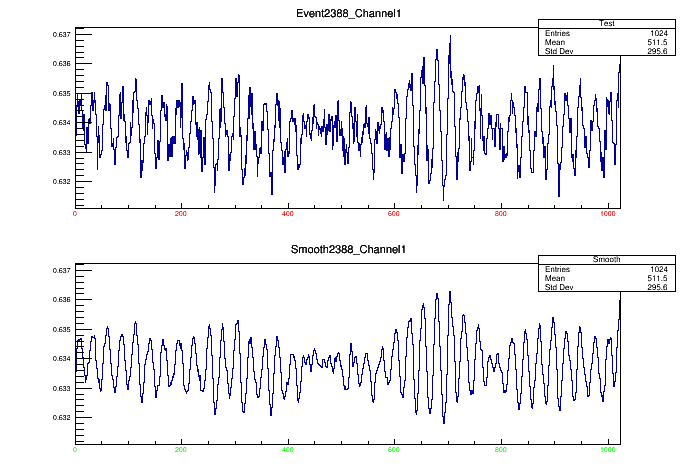 Event2388_Channel1
Test
Entries 1024
Mean 511.5
Std Dev 295.6
0.637
0.636
0.635
0.634
0.633
0.632
0 200 400 600 800 1000
Smooth2388_Channel1
Smooth
Entries 1024
Mean 511.5
Std Dev 295.6
0.637
0.636
0.635
0.634
0.633
0.632
0 200 400 600 800 1000